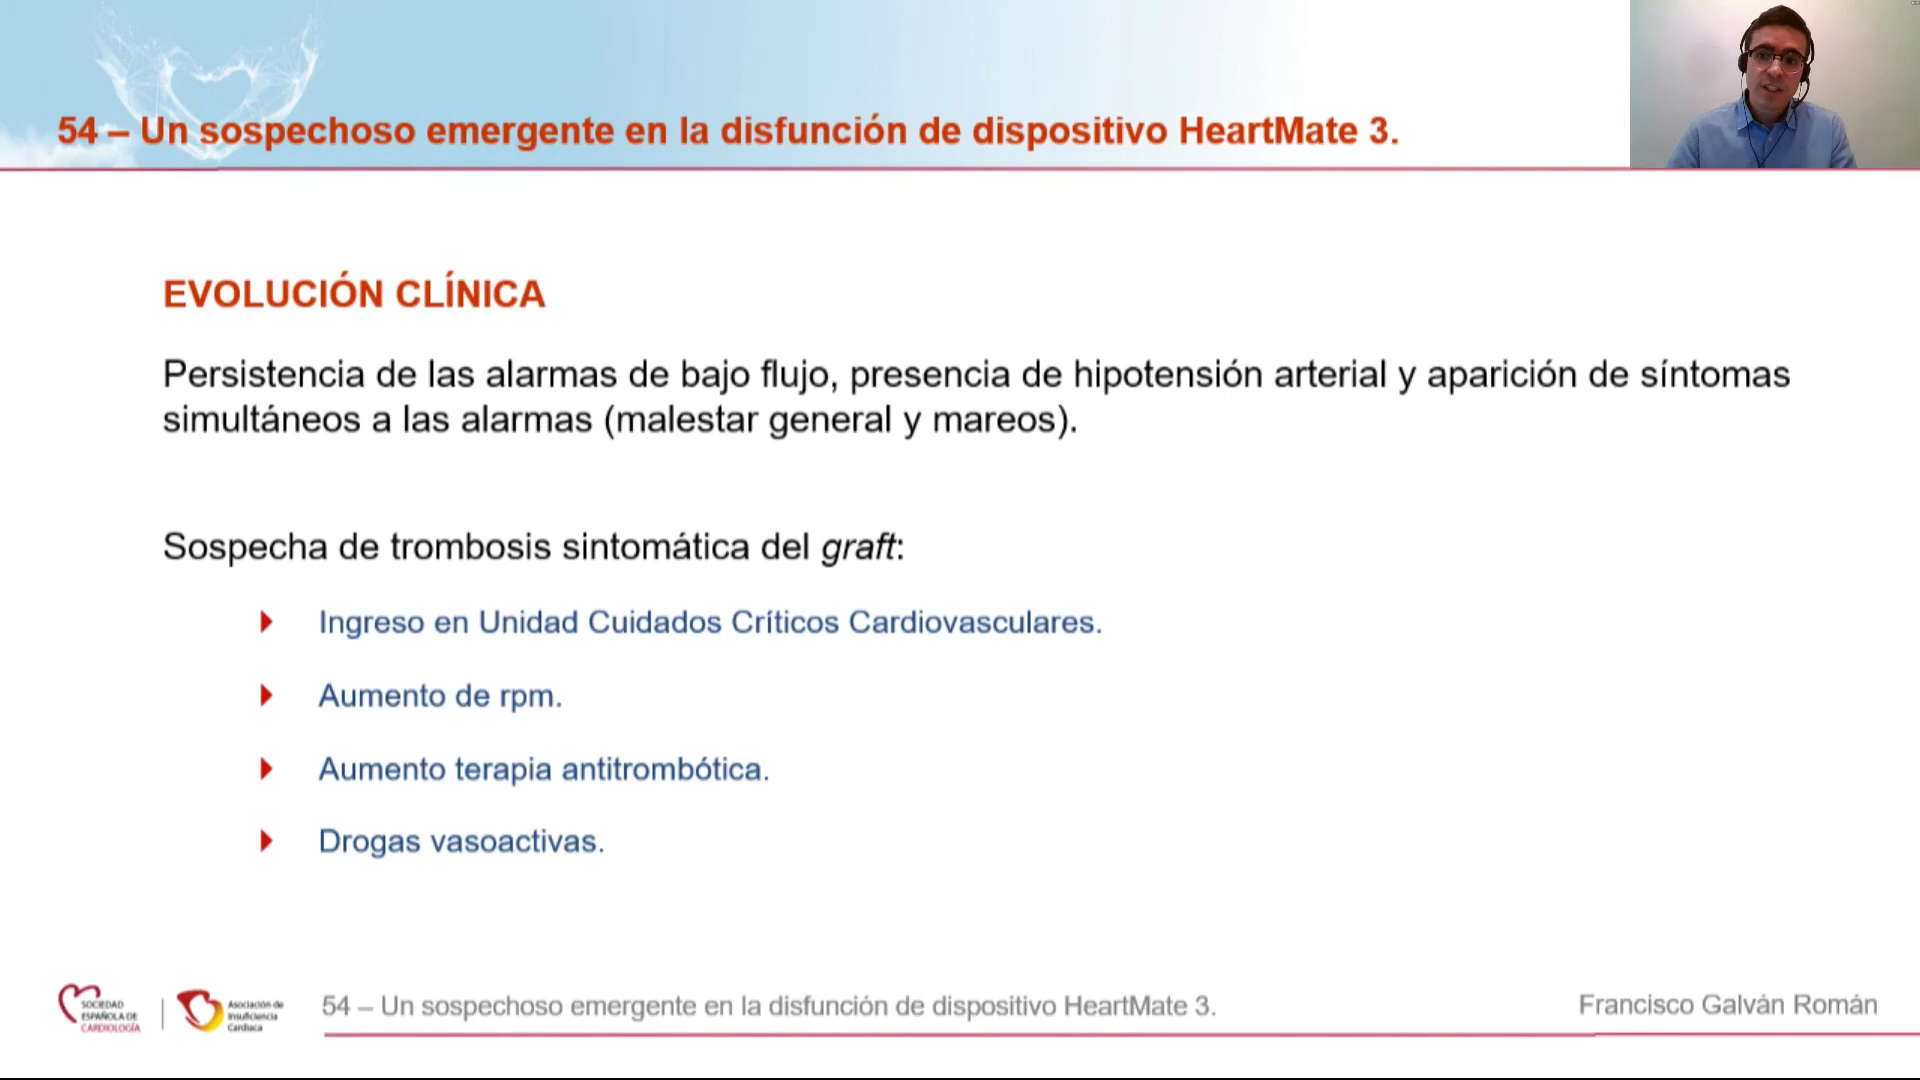 54 – Un sospechoso emergente en la disfunción de dispositivo HeartMate 3.
EVOLUCIÓN CLÍNICA
Persistencia de las alarmas de bajo flujo, presencia de hipotensión arterial y aparición de síntomas
simultáneos a las alarmas (malestar general y mareos).
Sospecha de trombosis sintomática del graft:
Ingreso en Unidad Cuidados Críticos Cardiovasculares.
Aumento de rpm.
Aumento terapia antitrombótica.
Drogas vasoactivas.
SOCIEDAD
ESPAÑOLA DE
CARDIOLOGÍA
Asociación de
Insuficiencia
Cardiaca
54 – Un sospechoso emergente en la disfunción de dispositivo HeartMate 3.
Francisco Galván Román